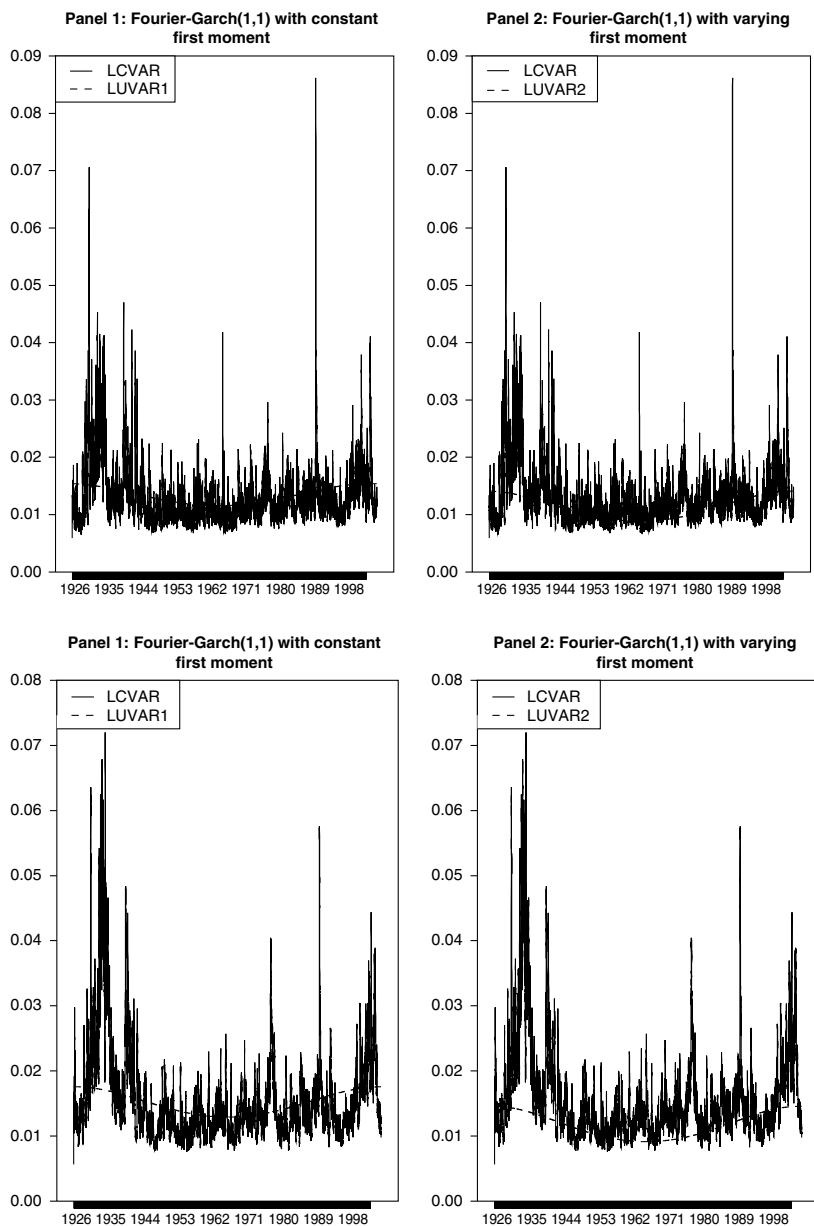 Panel 1: Fourier-Garch(1,1) with constant
first moment
0.09
0.08
0.07
0.06
0.05
0.04
0.03
0.02
0.01
0.00
LCVAR
LUVAR1
1926 1935 1944 1953 1962 1971 1980 1989 1998
Panel 2: Fourier-Garch(1,1) with varying
first moment
0.09
0.08
0.07
0.06
0.05
0.04
0.03
0.02
0.01
0.00
LCVAR
LUVAR2
1926 1935 1944 1953 1962 1971 1980 1989 1998
Panel 1: Fourier-Garch(1,1) with constant
first moment
0.08
0.07
0.06
0.05
0.04
0.03
0.02
0.01
0.00
LCVAR
LUVAR1
1926 1935 1944 1953 1962 1971 1980 1989 1998
Panel 2: Fourier-Garch(1,1) with varying
first moment
0.08
0.07
0.06
0.05
0.04
0.03
0.02
0.01
0.00
LCVAR
LUVAR2
1926 1935 1944 1953 1962 1971 1980 1989 1998